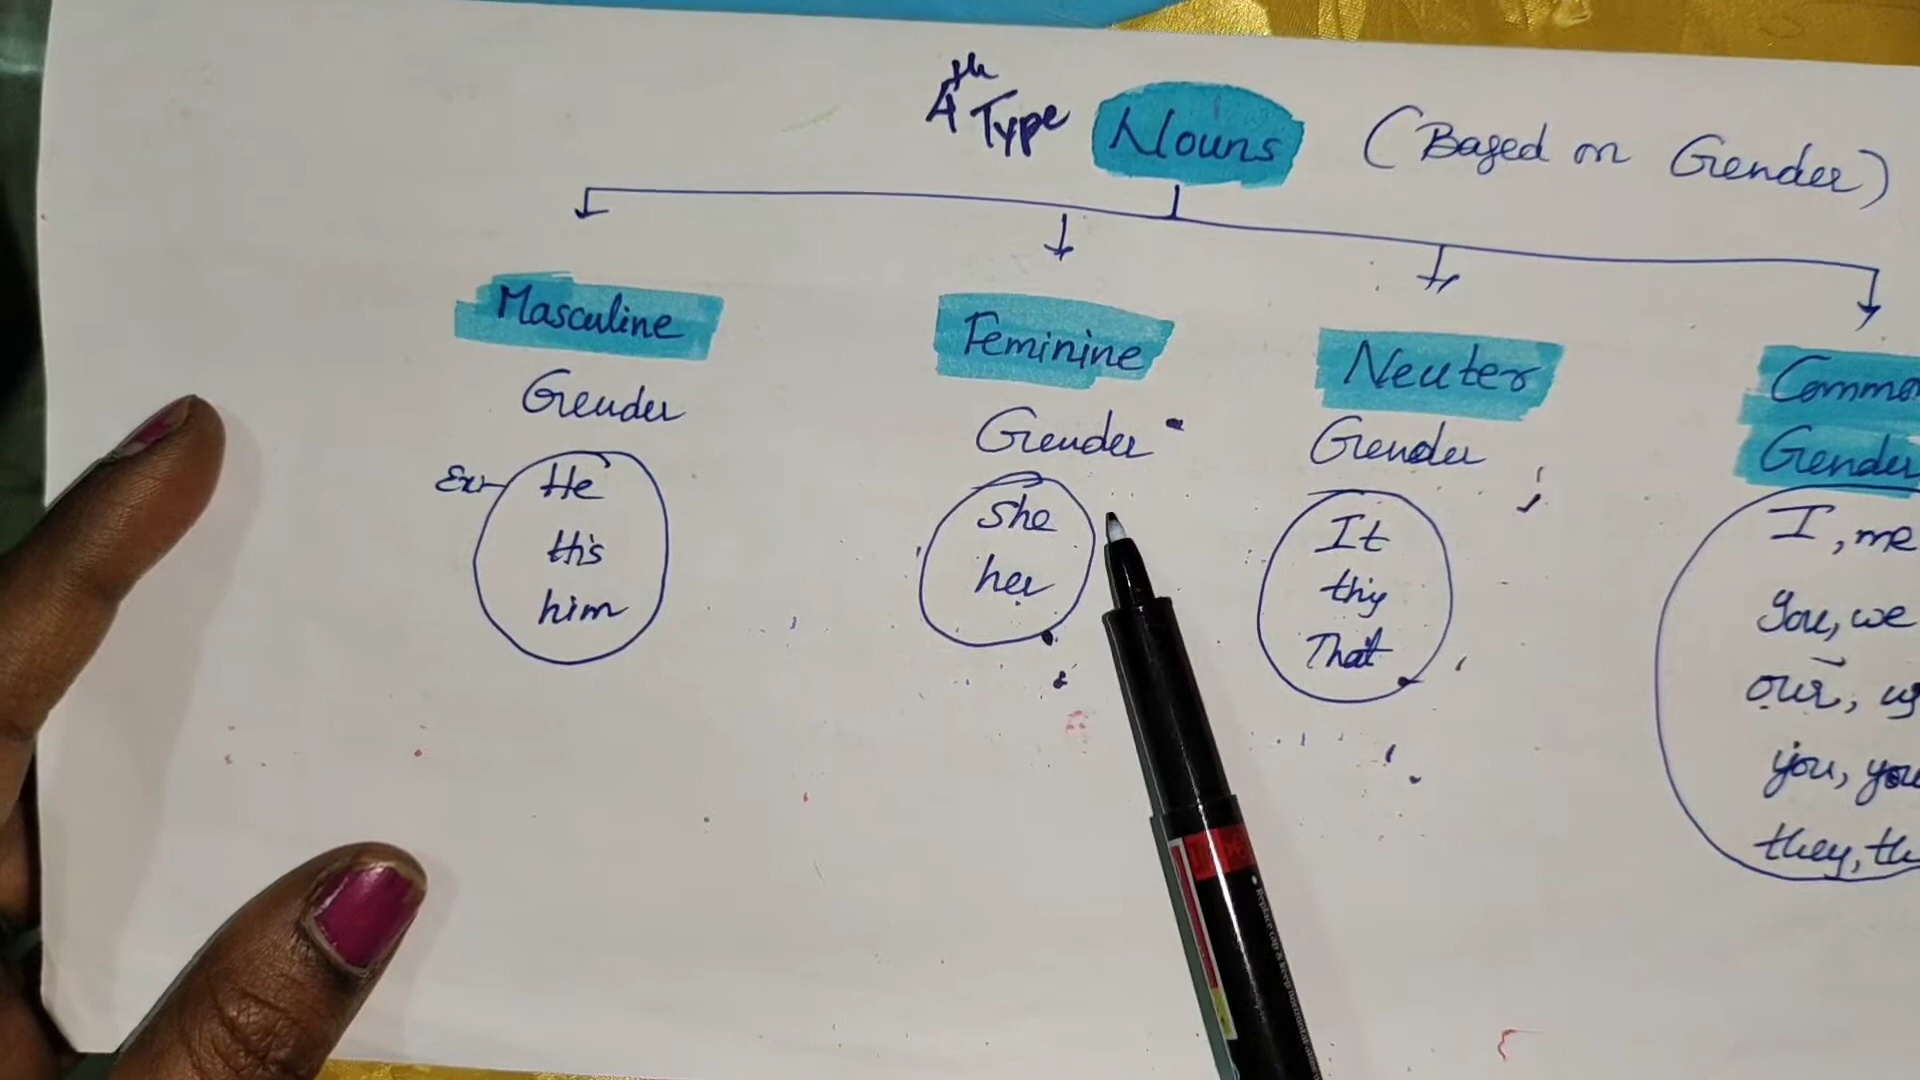 4th Type Nouns (Based on Gender)
Masculine
Gender
Ex-
He
His
him
Feminine
Gender
She
her
Neuter
Gender
It
this
That
Gender
I, me
You, we
our, us
you,
they,